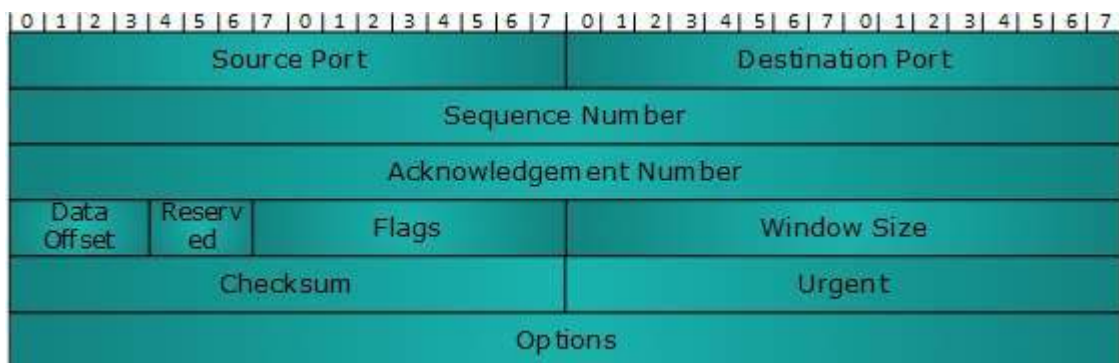 0 1 2 3 4 5 6 7 0 1 2 3 4 5 6 7 0 1 2 3 4 5 6 7 0 1 2 3 4 5 6 7
Source Port Destination Port
Sequence Number
Acknowledgement Number
Data Offset Reserved Flags Window Size
Checksum Urgent
Options